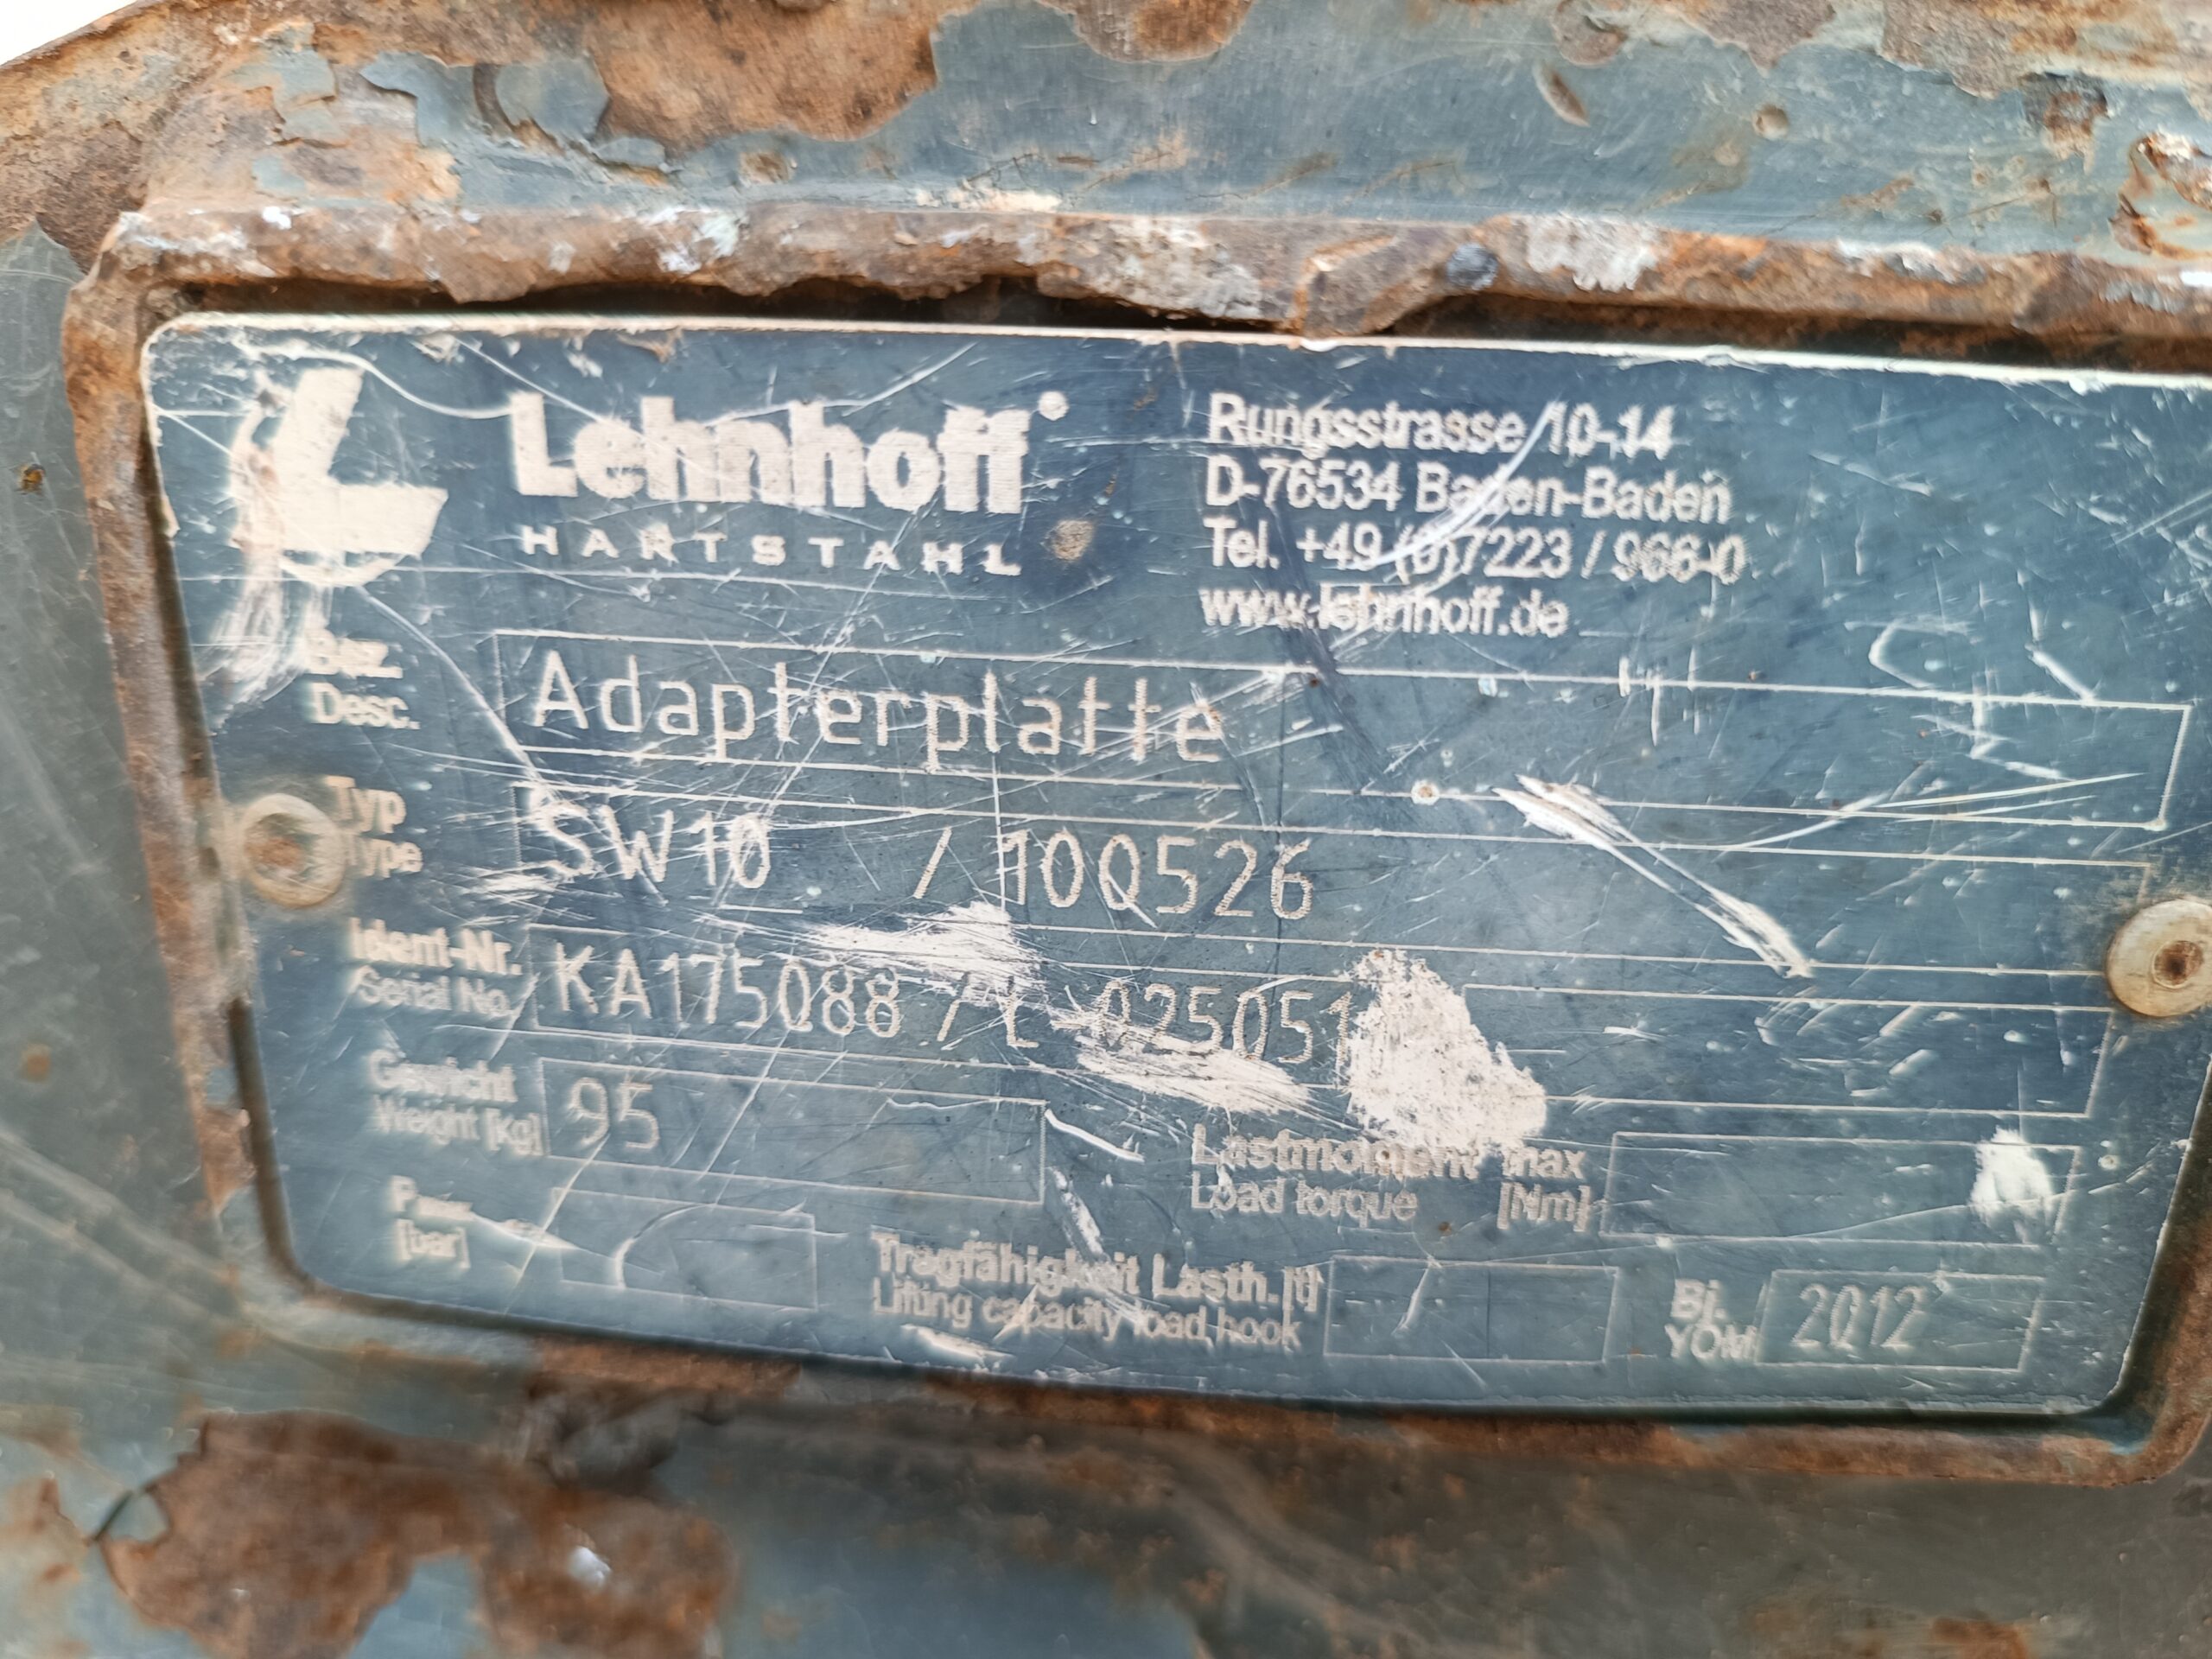 Lehnhoff
HARTSTAHL
Rungsstrasse 10-14
D-76534 Baden-Baden
Tel. +49 (0)7223 / 966-0
www.lehnhoff.de
Bez.
Desc.
Adapterplatte
Typ
Type
SW10 / 100526
Ident-Nr.
Serial No.
KA175088 / L-025051
Gewicht
Weight [kg]
95
Lastmoment max
Load torque [Nm]
P max.
[bar]
Tragfähigkeit Lasth. [t]
Lifting capacity load hook
Bj.
YOM
2012